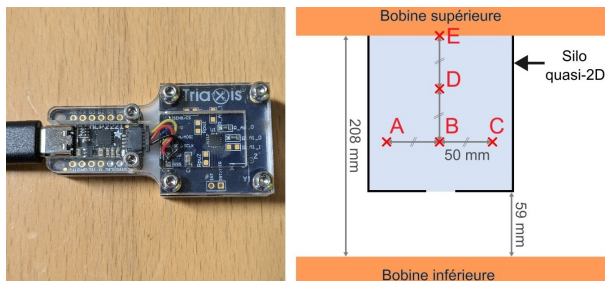 Triaxis
Bobine supérieure
E
D
A
B
C
50 mm
208 mm
59 mm
Silo
quasi-2D
Bobine inférieure